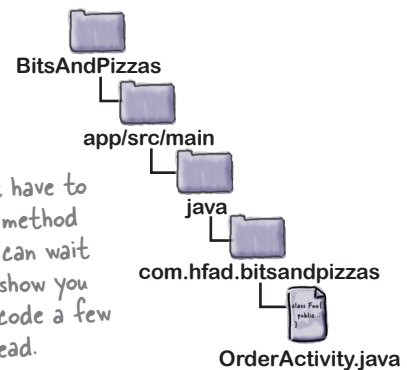 BitsAndPizzas
app/src/main
java
com.hfad.bitsandpizzas
class Foo{
public...
}
OrderActivity.java
have to
method
can wait
show you
code a few
ead.